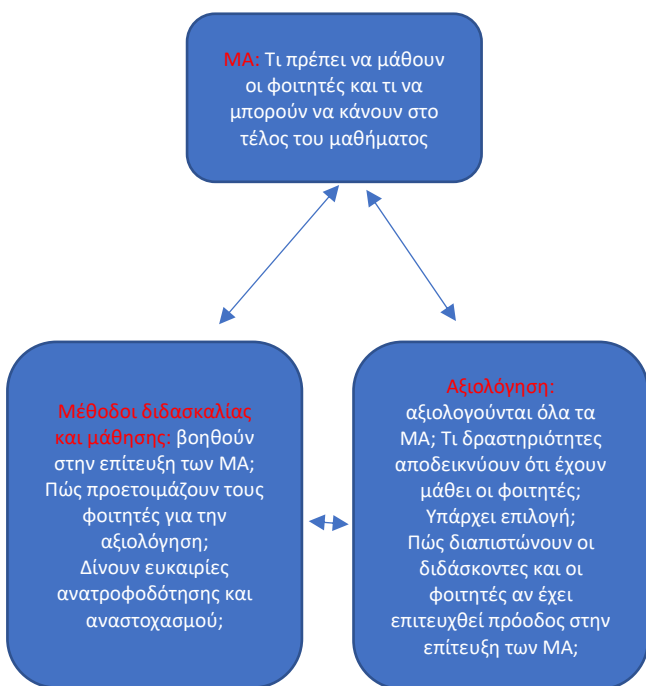 ΜΑ: Τι πρέπει να μάθουν
οι φοιτητές και τι να
μπορούν να κάνουν στο
τέλος του μαθήματος
Μέθοδοι διδασκαλίας
και μάθησης: βοηθούν
στην επίτευξη των ΜΑ;
Πώς προετοιμάζουν τους
φοιτητές για την
αξιολόγηση;
Δίνουν ευκαιρίες
ανατροφοδότησης και
αναστοχασμού;
Αξιολόγηση:
αξιολογούνται όλα τα
ΜΑ; Τι δραστηριότητες
αποδεικνύουν ότι έχουν
μάθει οι φοιτητές;
Υπάρχει επιλογή;
Πώς διαπιστώνουν οι
διδάσκοντες και οι
φοιτητές αν έχει
επιτευχθεί πρόοδος στην
επίτευξη των ΜΑ;